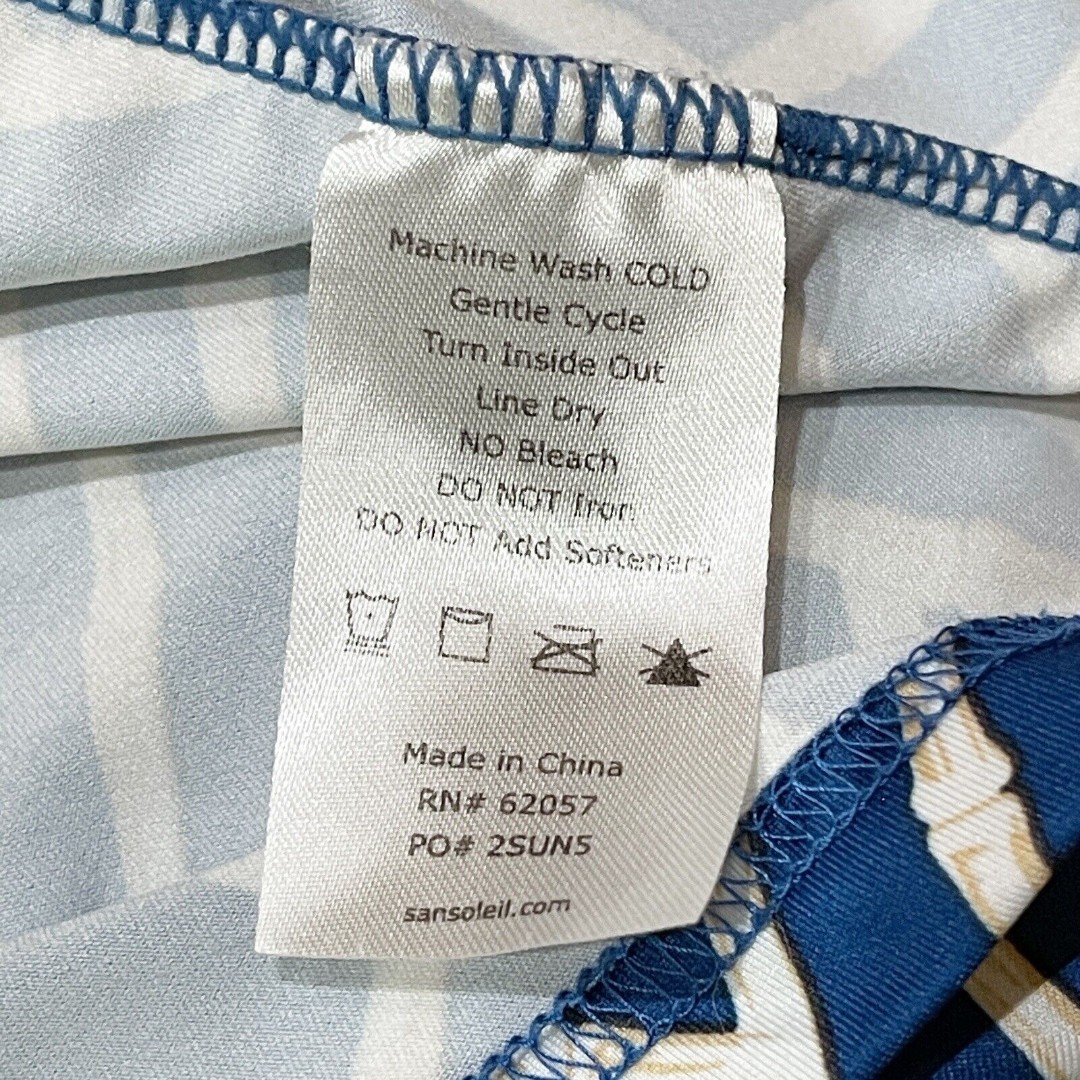 Machine Wash COLD
Gentle Cycle
Turn Inside Out
Line Dry
NO Bleach
DO NOT Iron
DO NOT Add Softeners
Made in China
RN# 62057
PO# 2SUN5
sansoleil.com